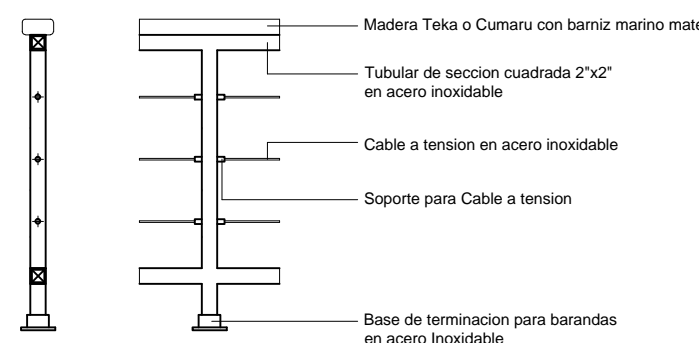 Madera Teka o Cumaru con barniz marino mate
Tubular de seccion cuadrada 2"x2"
en acero inoxidable
Cable a tension en acero inoxidable
Soporte para Cable a tension
Base de terminacion para barandas
en acero Inoxidable